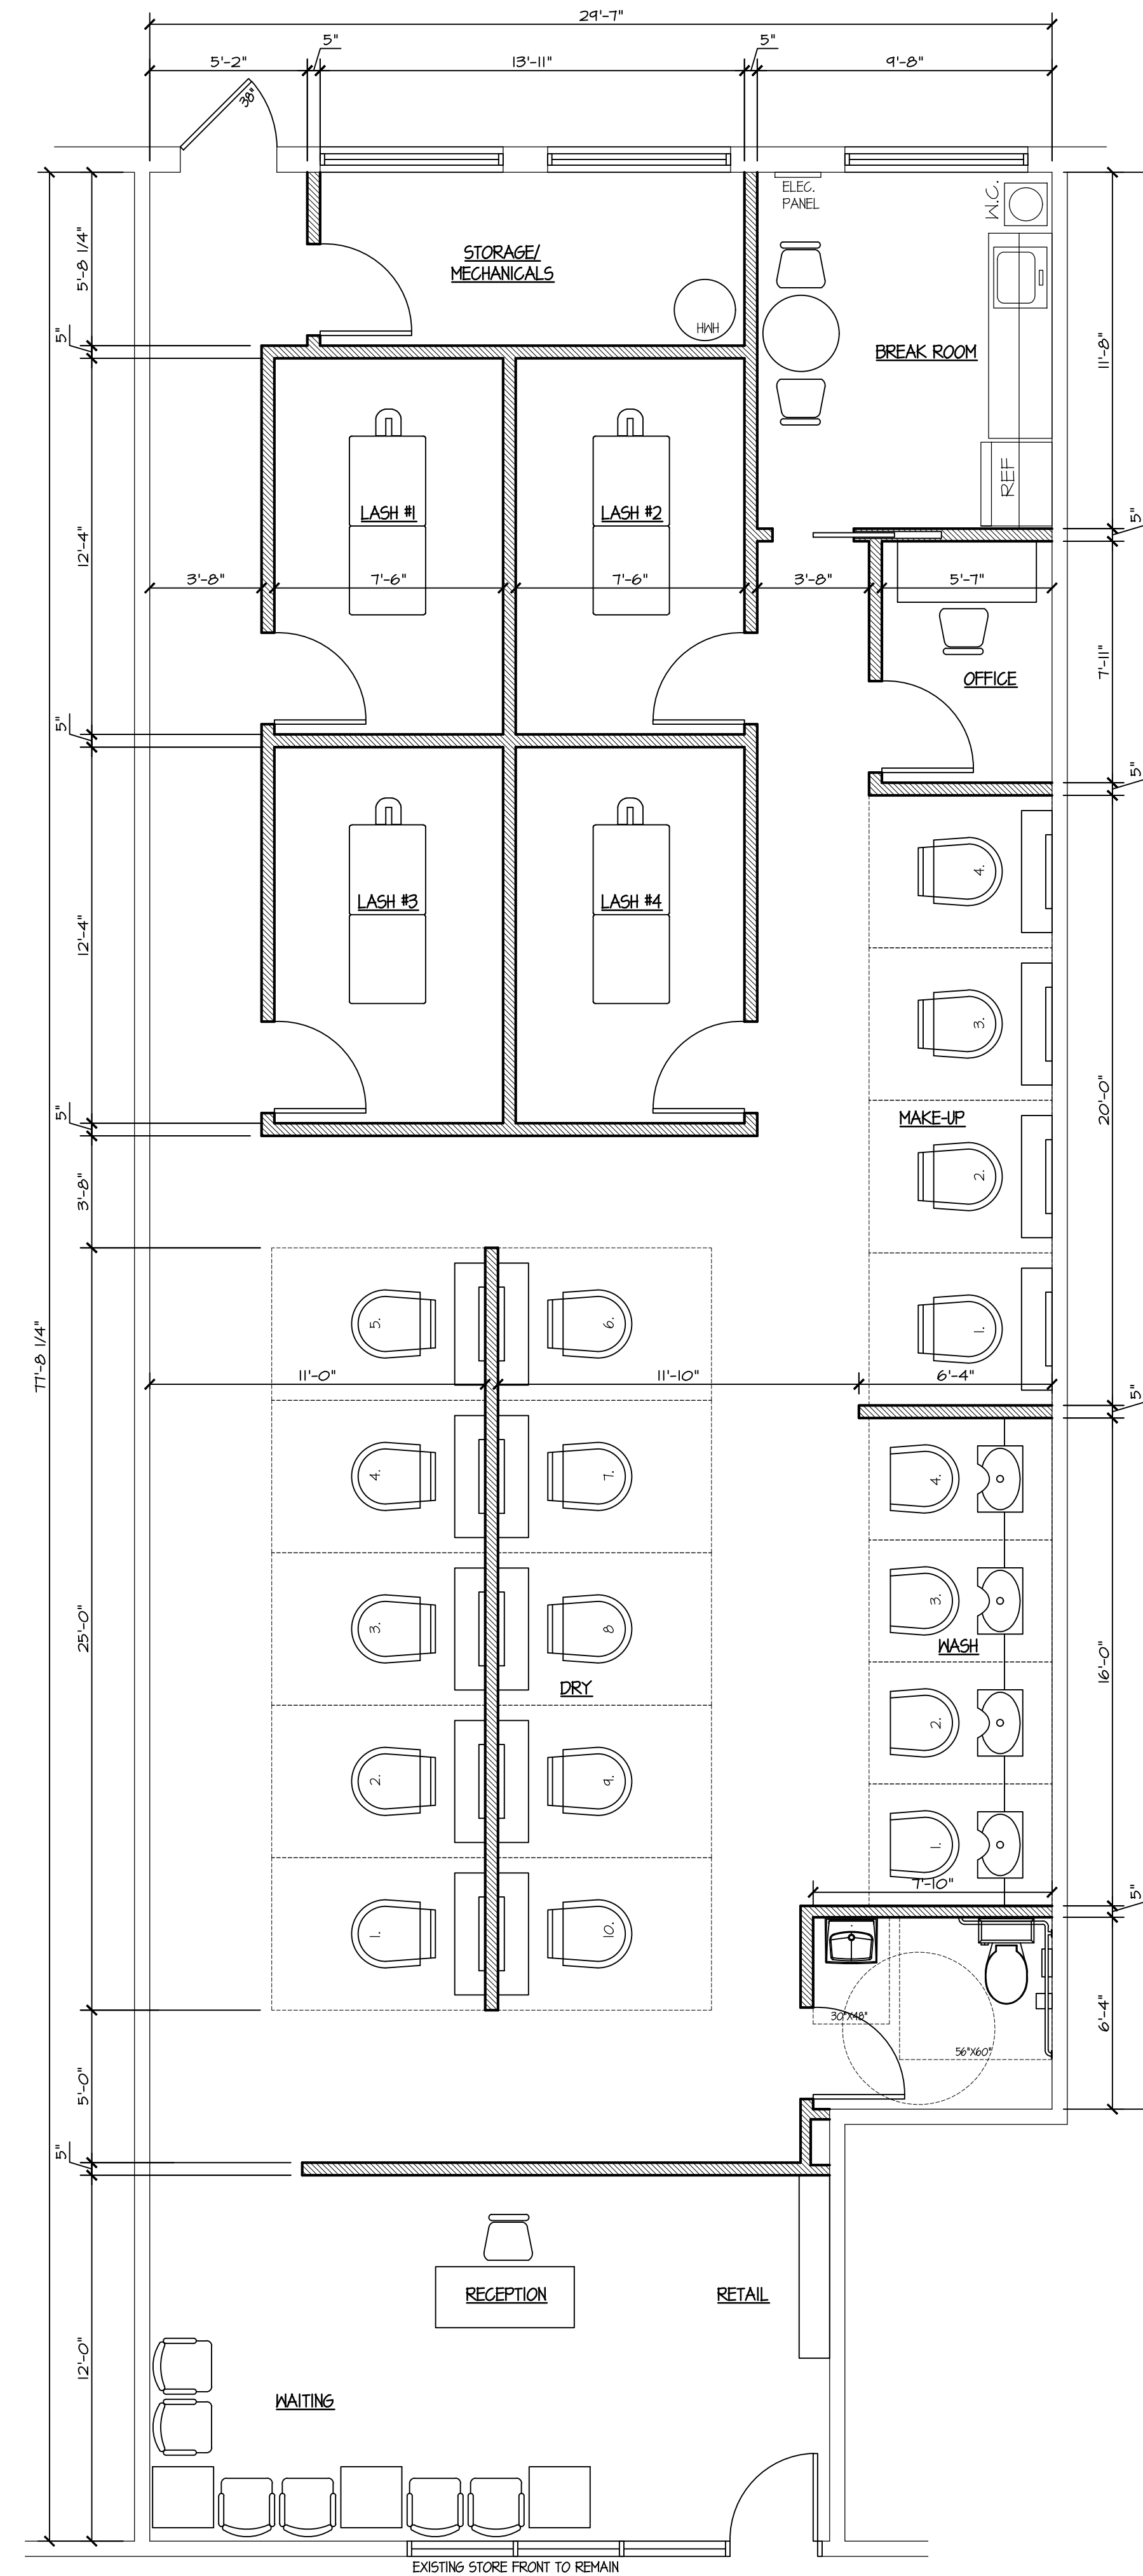 29'-7"
5'-2"
5"
13'-11"
5"
9'-8"
38"
ELEC.
PANEL
W.C.
5'-8 1/4"
STORAGE/
MECHANICALS
HWH
5"
BREAK ROOM
11'-8"
REF
LASH #1
LASH #2
5"
12'-4"
3'-8"
7'-6"
7'-6"
3'-8"
5'-7"
7'-11"
OFFICE
5"
5"
4.
LASH #3
LASH #4
12'-4"
3.
20'-0"
5"
MAKE-UP
3'-8"
2.
5.
6.
1.
77'-8 1/4"
11'-0"
11'-10"
6'-4"
5"
4.
7.
4.
25'-0"
3.
8
3.
WASH
16'-0"
DRY
2.
9.
2.
1.
7'-10"
5"
1.
10.
30"X48"
56"X60"
6'-4"
5'-0"
5"
RECEPTION
RETAIL
12'-0"
WAITING
EXISTING STORE FRONT TO REMAIN